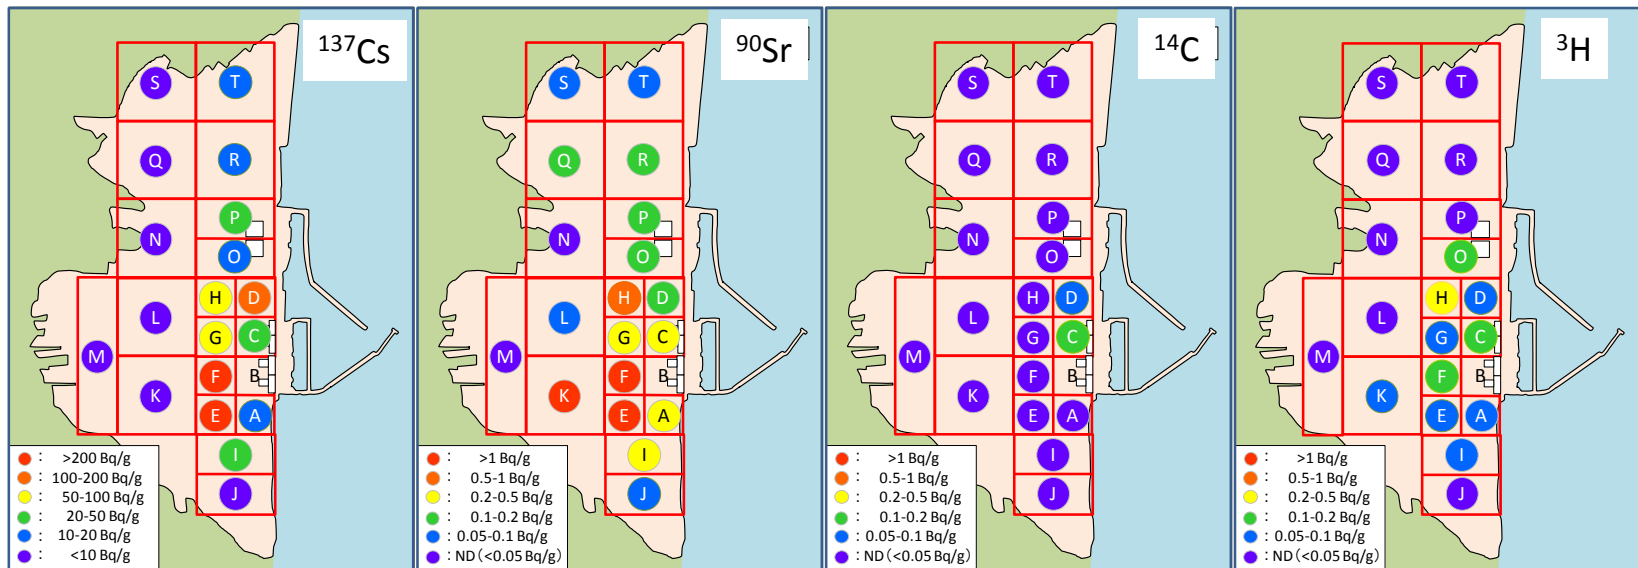 137Cs
S T
Q R
P
N
O
H D
L
G C
M
F B
K
E A
I
J
: >200 Bq/g
: 100-200 Bq/g
: 50-100 Bq/g
: 20-50 Bq/g
: 10-20 Bq/g
: <10 Bq/g
90Sr
S T
Q R
P
N
O
H D
L
G C
M
F B
K
E A
I
J
: >1 Bq/g
: 0.5-1 Bq/g
: 0.2-0.5 Bq/g
: 0.1-0.2 Bq/g
: 0.05-0.1 Bq/g
: ND(<0.05 Bq/g)
14C
S T
Q R
P
N
O
H D
L
G C
M
F B
K
E A
I
J
: >1 Bq/g
: 0.5-1 Bq/g
: 0.2-0.5 Bq/g
: 0.1-0.2 Bq/g
: 0.05-0.1 Bq/g
: ND(<0.05 Bq/g)
3H
S T
Q R
P
N
O
H D
L
G C
M
F B
K
E A
I
J
: >1 Bq/g
: 0.5-1 Bq/g
: 0.2-0.5 Bq/g
: 0.1-0.2 Bq/g
: 0.05-0.1 Bq/g
: ND(<0.05 Bq/g)